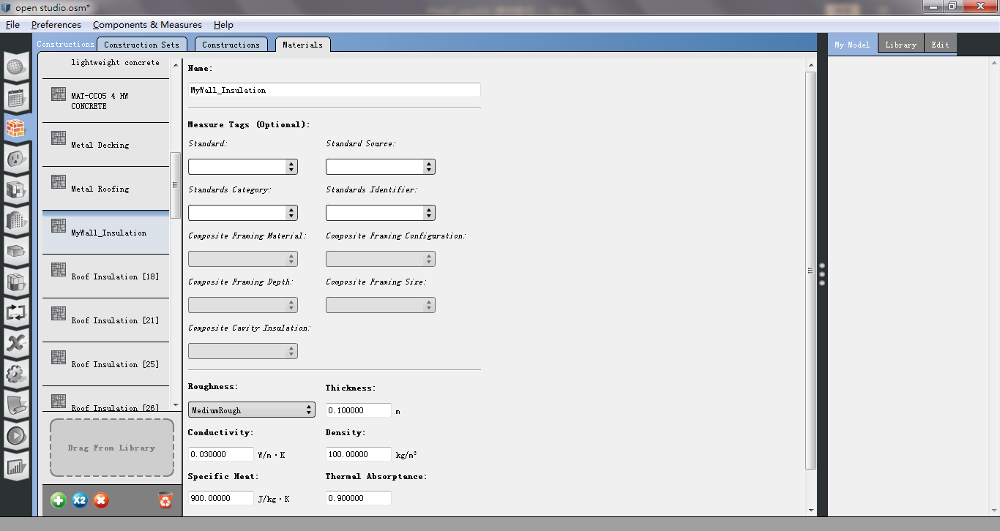 open studio.osm*
File Preferences Components & Measures Help
Constructions Construction Sets Constructions Materials
My Model Library Edit
lightweight concrete
MAT-CC05 4 HW
CONCRETE
Metal Decking
Metal Roofing
MyWall_Insulation
Roof Insulation [18]
Roof Insulation [21]
Roof Insulation [25]
Roof Insulation [26]
Drag From Library
X2
Name:
MyWall_Insulation
Measure Tags (Optional):
Standard: Standard Source:
Standards Category: Standards Identifier:
Composite Framing Material: Composite Framing Configuration:
Composite Framing Depth: Composite Framing Size:
Composite Cavity Insulation:
Roughness: Thickness:
MediumRough 0.100000 m
Conductivity: Density:
0.030000 W/m·K 100.00000 kg/m³
Specific Heat: Thermal Absorptance:
900.00000 J/kg·K 0.900000